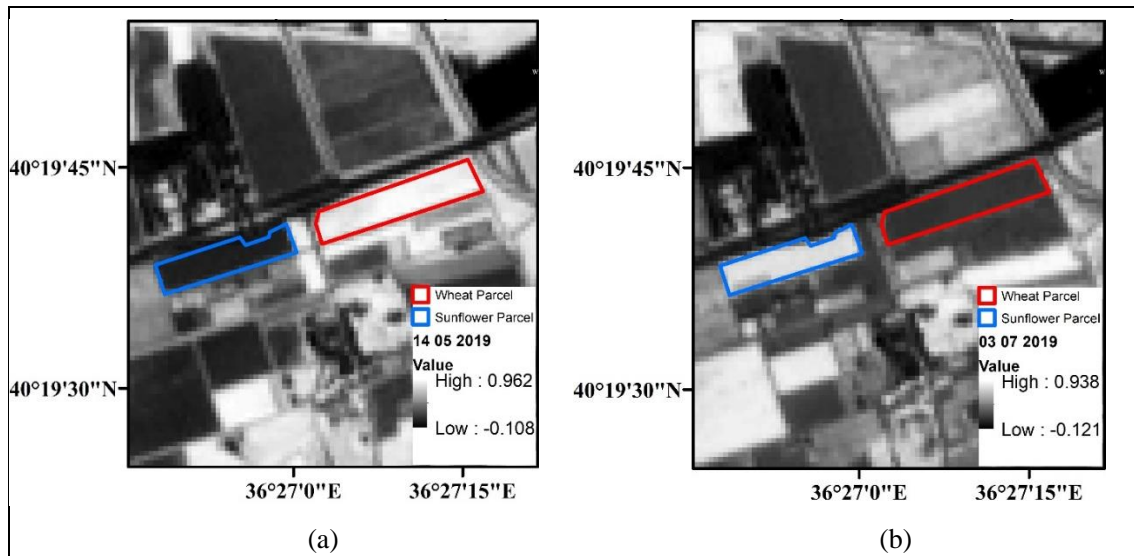 40°19'45"N
40°19'30"N
36°27'0"E
36°27'15"E
Wheat Parcel
Sunflower Parcel
14 05 2019
Value
High : 0.962
Low : -0.108
(a)
40°19'45"N
40°19'30"N
36°27'0"E
36°27'15"E
Wheat Parcel
Sunflower Parcel
03 07 2019
Value
High : 0.938
Low : -0.121
(b)